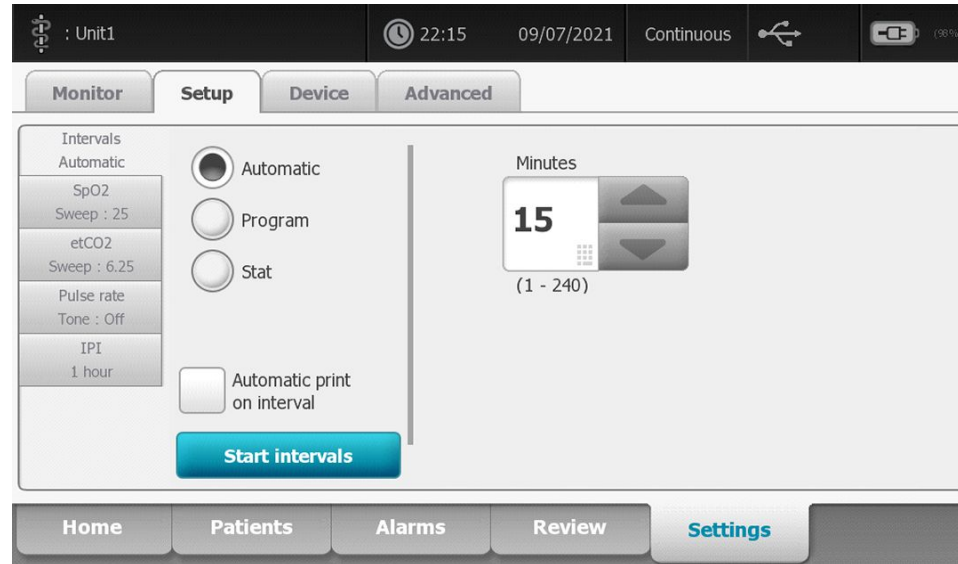 : Unit1
22:15
09/07/2021
Continuous
(98%
Monitor
Setup
Device
Advanced
Intervals
Automatic
SpO2
Sweep : 25
etCO2
Sweep : 6.25
Pulse rate
Tone : Off
IPI
1 hour
Automatic
Program
Stat
Automatic print
on interval
Start intervals
Minutes
15
(1 - 240)
Home
Patients
Alarms
Review
Settings